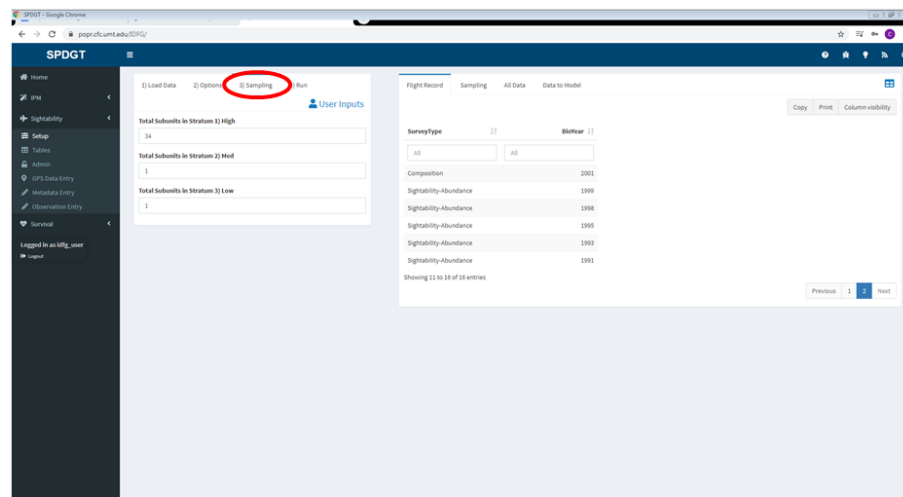 SPDGT - Google Chrome
popr.cfc.umt.edu/IDFG/
SPDGT
Home
IPM
Sightability
Setup
Tables
Admin
GPS Data Entry
Metadata Entry
Observation Entry
Survival
Logged in as idfg_user
Logout
1) Load Data 2) Options 3) Sampling Run
User Inputs
Total Subunits in Stratum 1) High
34
Total Subunits in Stratum 2) Med
1
Total Subunits in Stratum 3) Low
1
Flight Record Sampling All Data Data to Model
Copy Print Column visibility
SurveyType BioYear
All All
Composition 2001
Sightability-Abundance 1999
Sightability-Abundance 1998
Sightability-Abundance 1995
Sightability-Abundance 1993
Sightability-Abundance 1991
Showing 11 to 16 of 16 entries
Previous 1 2 Next